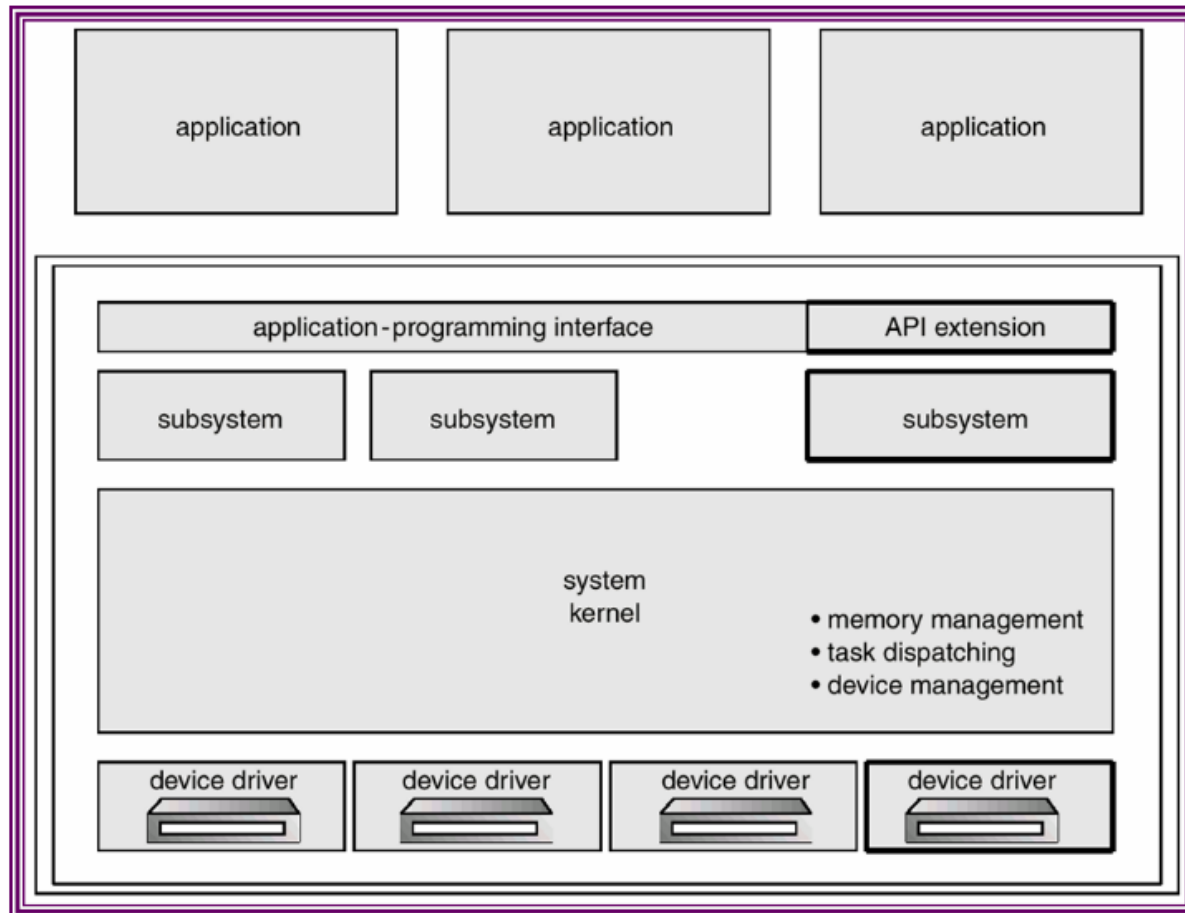 application
application
application
application-programming interface
API extension
subsystem
subsystem
subsystem
system
kernel
• memory management
• task dispatching
• device management
device driver
device driver
device driver
device driver